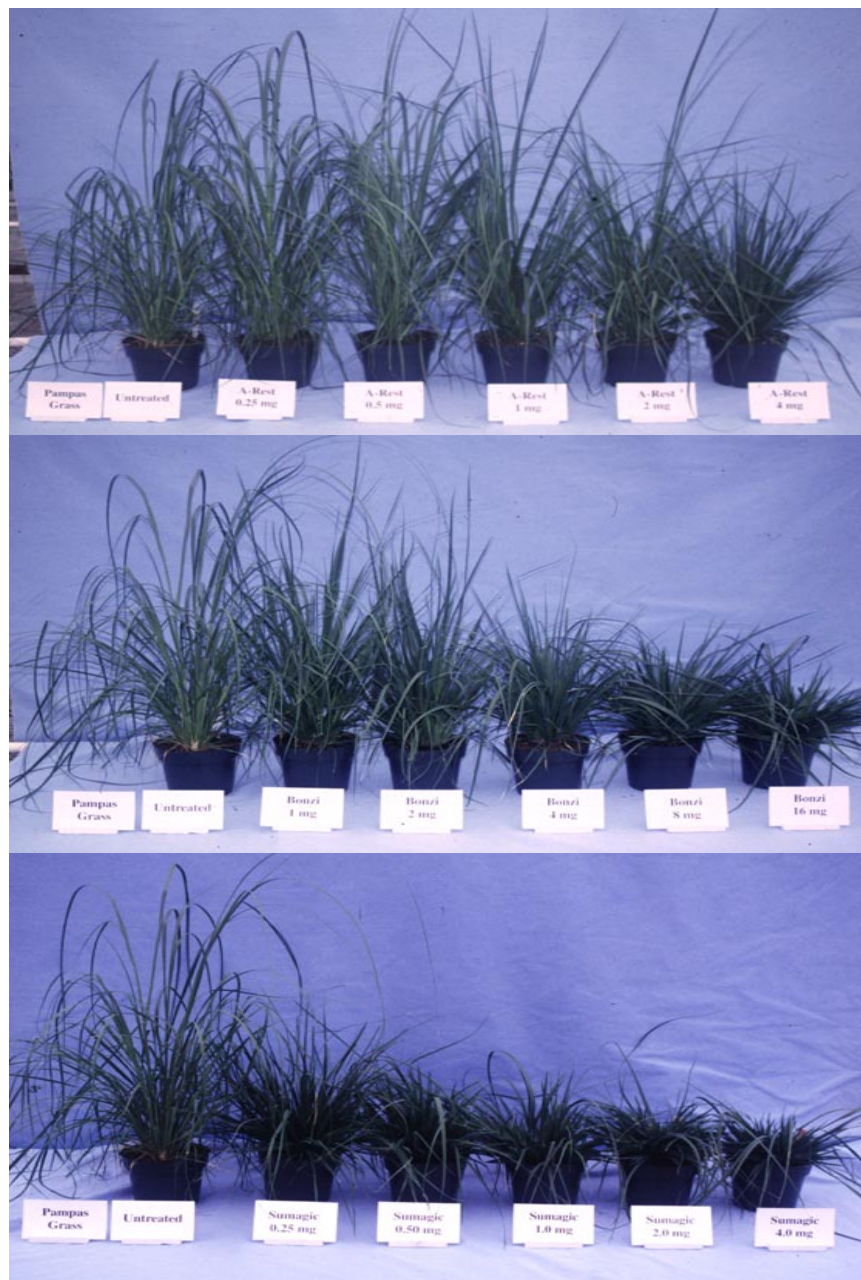 Pampas
Grass
Untreated
A-Rest
0.25 mg
A-Rest
0.5 mg
A-Rest
1 mg
A-Rest
2 mg
A-Rest
4 mg
Pampas
Grass
Untreated
Bonzi
1 mg
Bonzi
2 mg
Bonzi
4 mg
Bonzi
8 mg
Bonzi
16 mg
Pampas
Grass
Untreated
Sumagic
0.25 mg
Sumagic
0.50 mg
Sumagic
1.0 mg
Sumagic
2.0 mg
Sumagic
4.0 mg